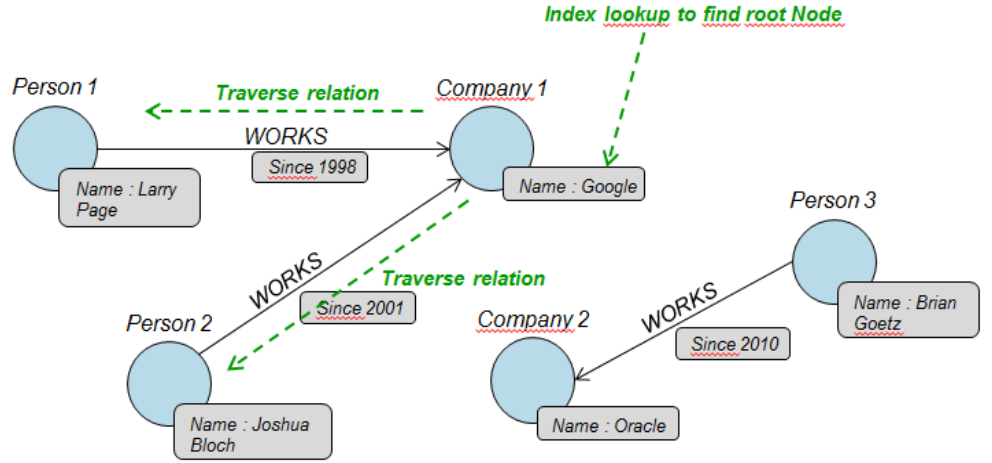 Index lookup to find root Node
Person 1
Traverse relation
Company 1
WORKS
Since 1998
Name : Larry
Page
Name : Google
Person 3
WORKS
Traverse relation
Since 2001
Person 2
Company 2
WORKS
Since 2010
Name : Brian
Goetz
Name : Joshua
Bloch
Name : Oracle